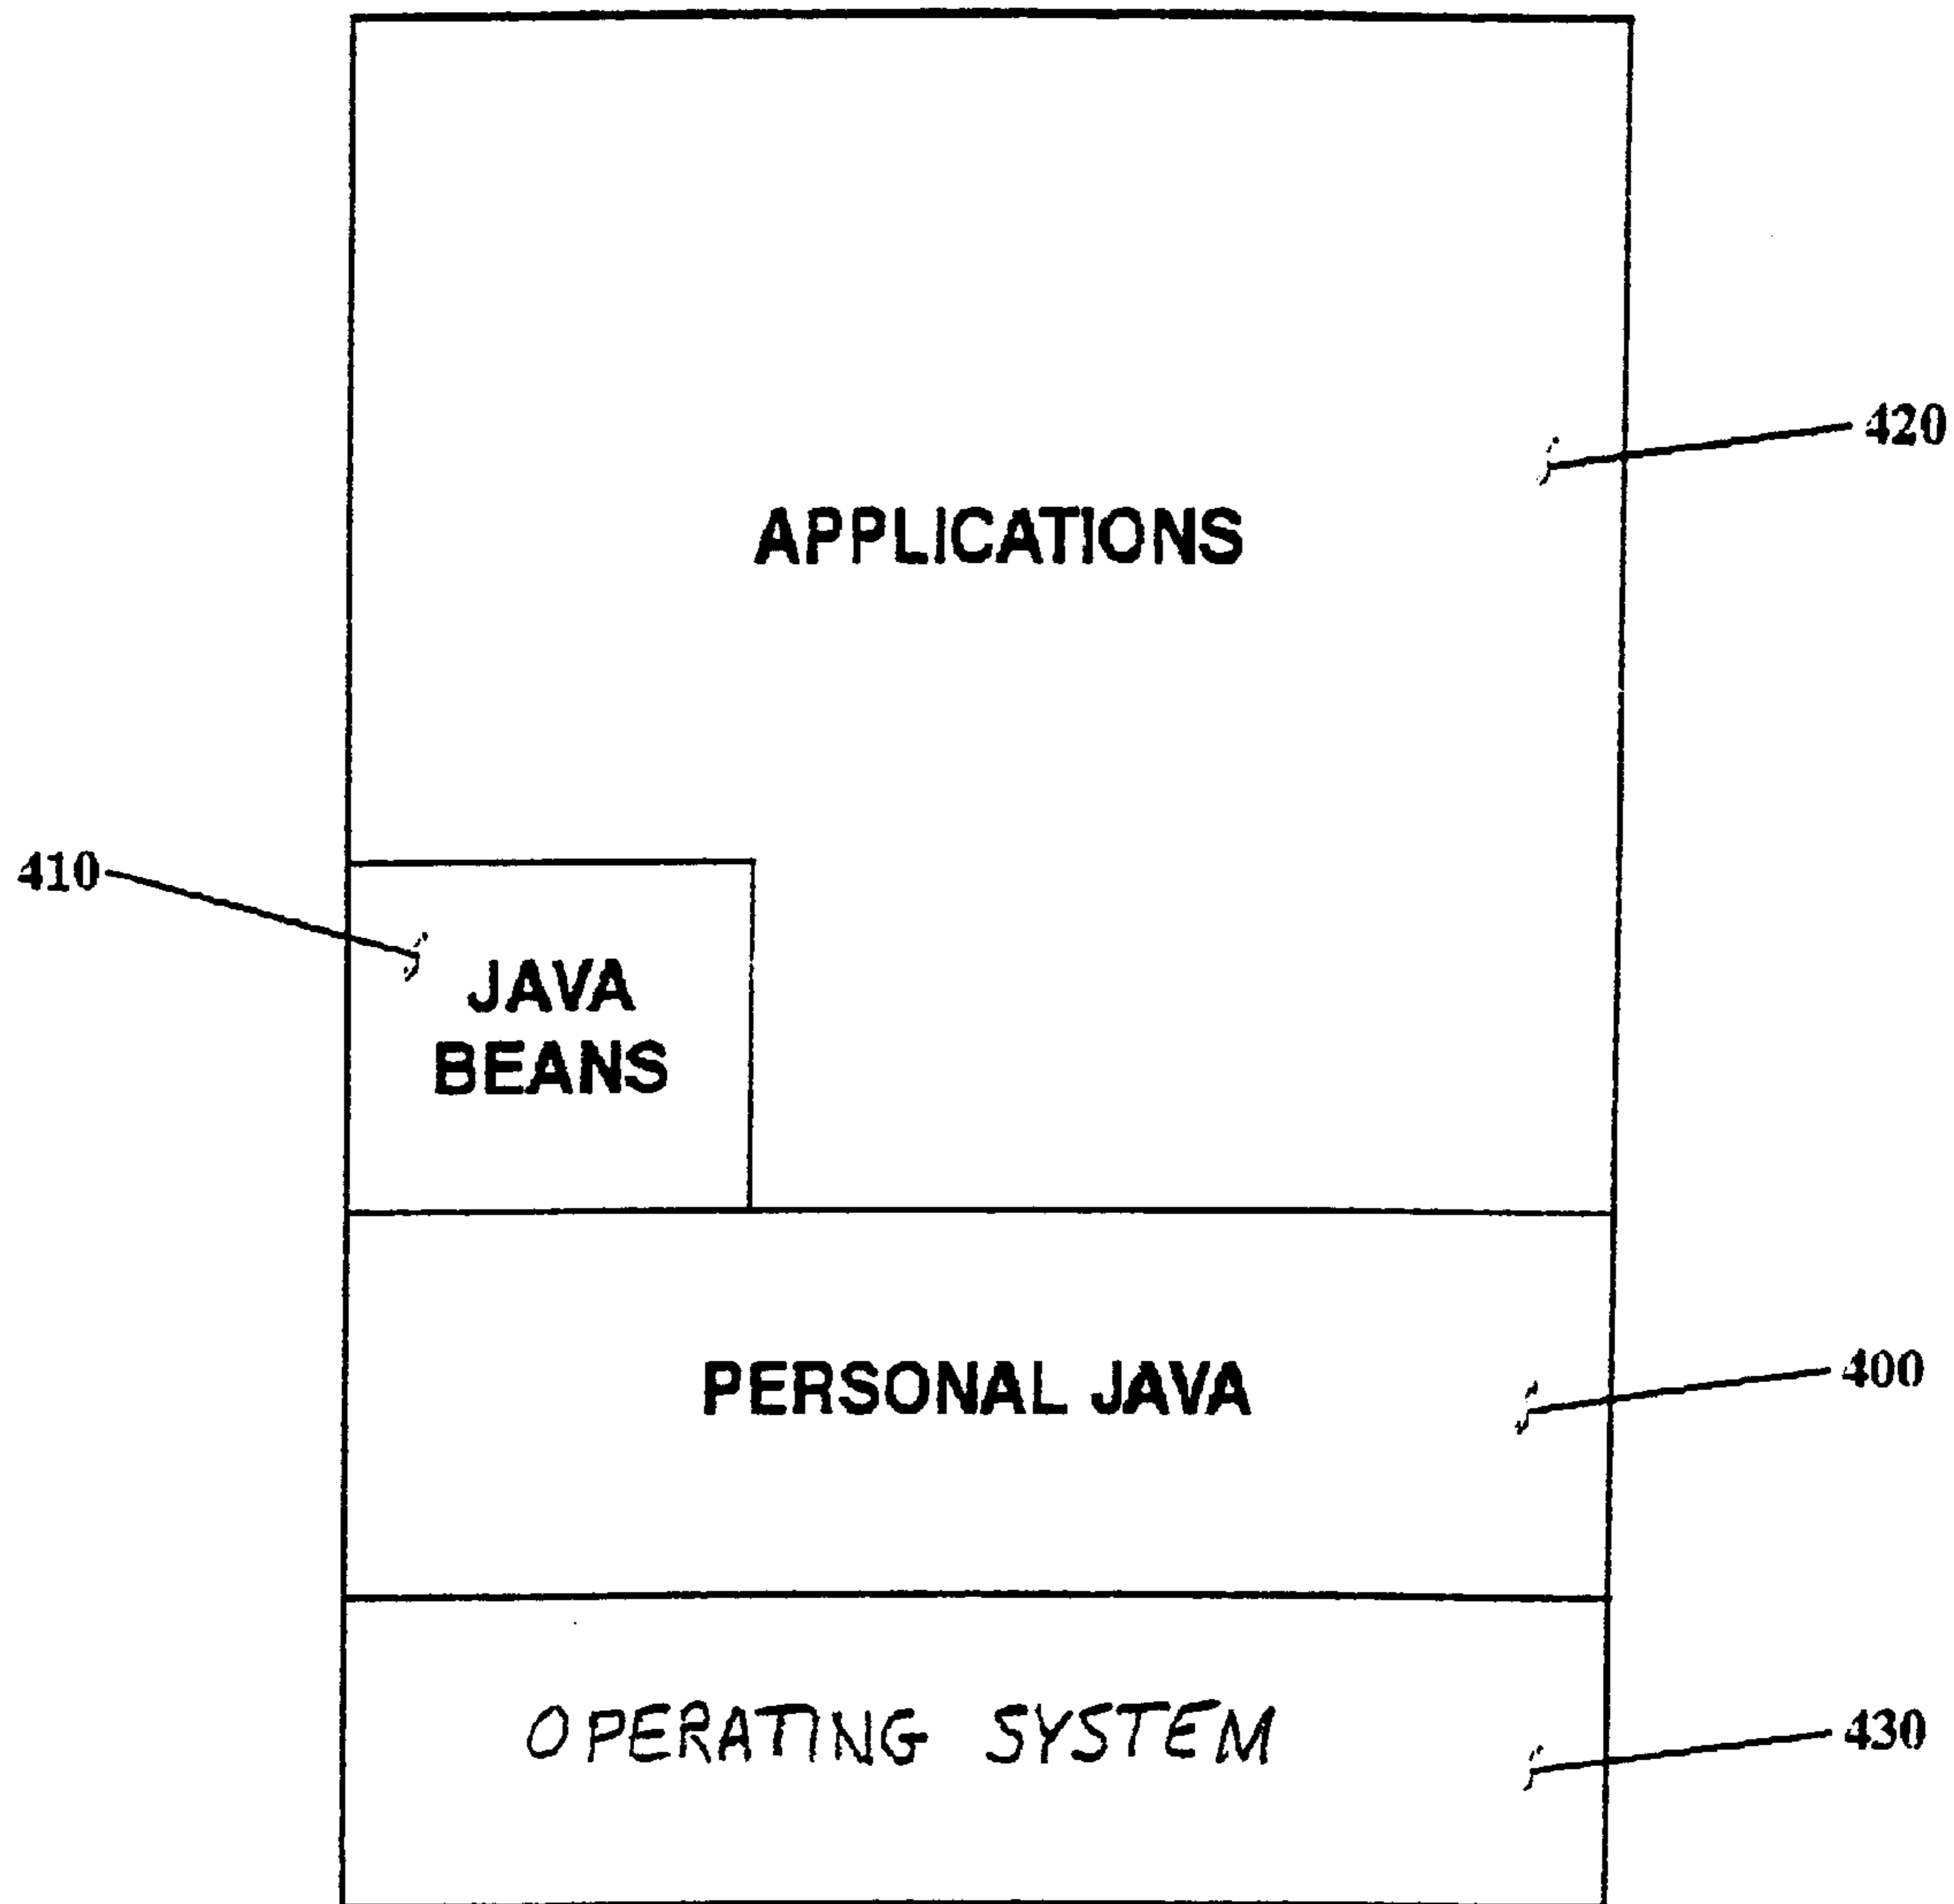 420
APPLICATIONS
410
JAVA
BEANS
PERSONAL JAVA
400
OPERATING SYSTEM
430